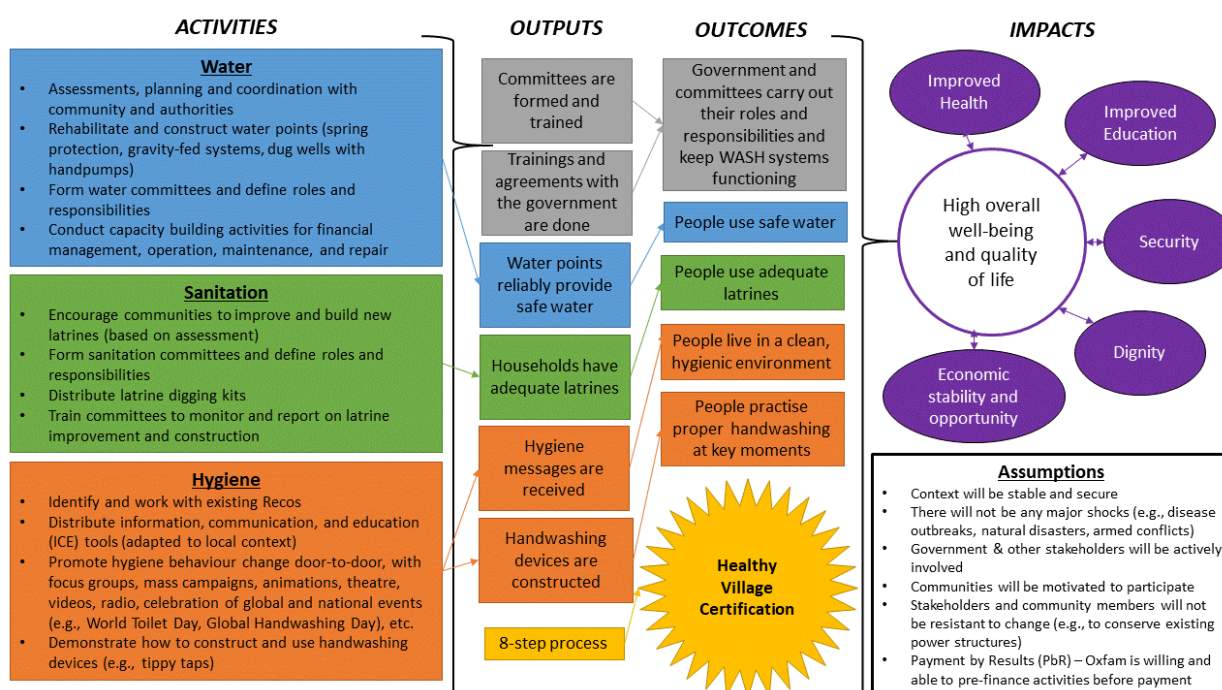 ACTIVITIES
Water
• Assessments, planning and coordination with
community and authorities
• Rehabilitate and construct water points (spring
protection, gravity-fed systems, dug wells with
handpumps)
• Form water committees and define roles and
responsibilities
• Conduct capacity building activities for financial
management, operation, maintenance, and repair
Sanitation
• Encourage communities to improve and build new
latrines (based on assessment)
• Form sanitation committees and define roles and
responsibilities
• Distribute latrine digging kits
• Train committees to monitor and report on latrine
improvement and construction
Hygiene
• Identify and work with existing Recos
• Distribute information, communication, and education
(ICE) tools (adapted to local context)
• Promote hygiene behaviour change door-to-door, with
focus groups, mass campaigns, animations, theatre,
videos, radio, celebration of global and national events
(e.g., World Toilet Day, Global Handwashing Day), etc.
• Demonstrate how to construct and use handwashing
devices (e.g., tippy taps)
OUTPUTS
Committees are
formed and
trained
Trainings and
agreements with
the government
are done
Water points
reliably provide
safe water
Households have
adequate latrines
Hygiene
messages are
received
Handwashing
devices are
constructed
8-step process
OUTCOMES
Government and
committees carry out
their roles and
responsibilities and
keep WASH systems
functioning
People use safe water
People use adequate
latrines
People live in a clean,
hygienic environment
People practise
proper handwashing
at key moments
Healthy
Village
Certification
IMPACTS
Improved
Health
Improved
Education
High overall
well-being
and quality
of life
Security
Dignity
Economic
stability and
opportunity
Assumptions
• Context will be stable and secure
• There will not be any major shocks (e.g., disease
outbreaks, natural disasters, armed conflicts)
• Government & other stakeholders will be actively
involved
• Communities will be motivated to participate
• Stakeholders and community members will not
be resistant to change (e.g., to conserve existing
power structures)
• Payment by Results (PbR) – Oxfam is willing and
able to pre-finance activities before payment